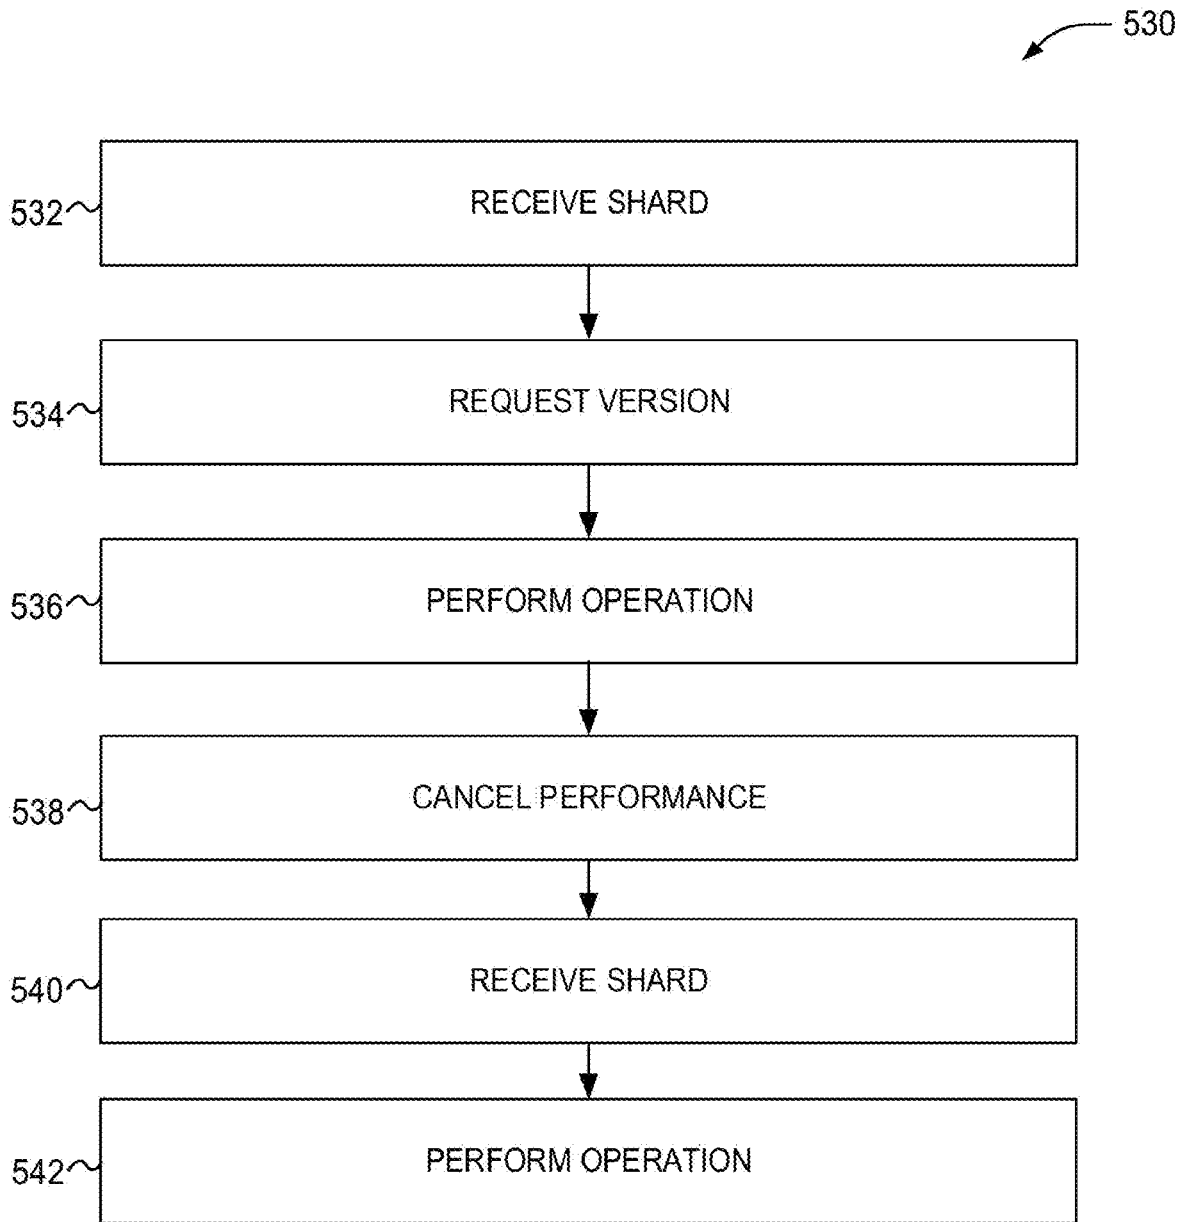 530
532
RECEIVE SHARD
534
REQUEST VERSION
536
PERFORM OPERATION
538
CANCEL PERFORMANCE
540
RECEIVE SHARD
542
PERFORM OPERATION